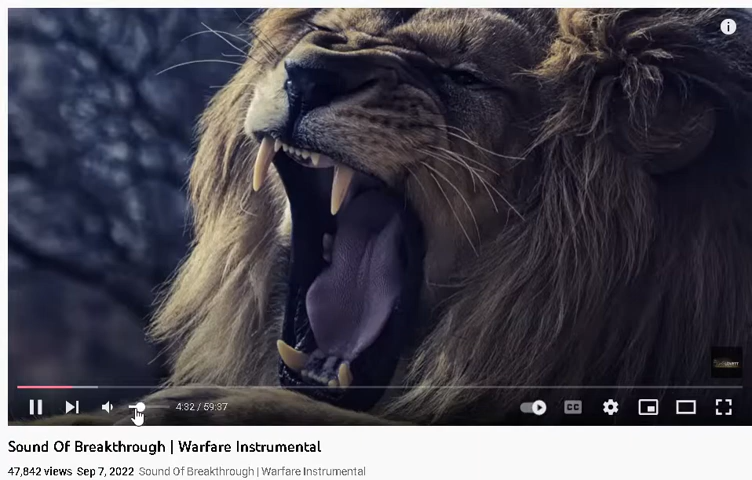 4:32 / 59:37
CC
Sound Of Breakthrough | Warfare Instrumental
47,842 views Sep 7, 2022 Sound Of Breakthrough | Warfare Instrumental